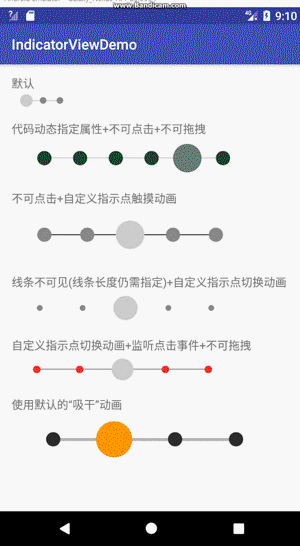 www.Bandicam.com
4G 9:10
IndicatorViewDemo
默认
代码动态指定属性+不可点击+不可拖拽
不可点击+自定义指示点触摸动画
线条不可见(线条长度仍需指定)+自定义指示点切换动画
自定义指示点切换动画+监听点击事件+不可拖拽
使用默认的“吸干”动画